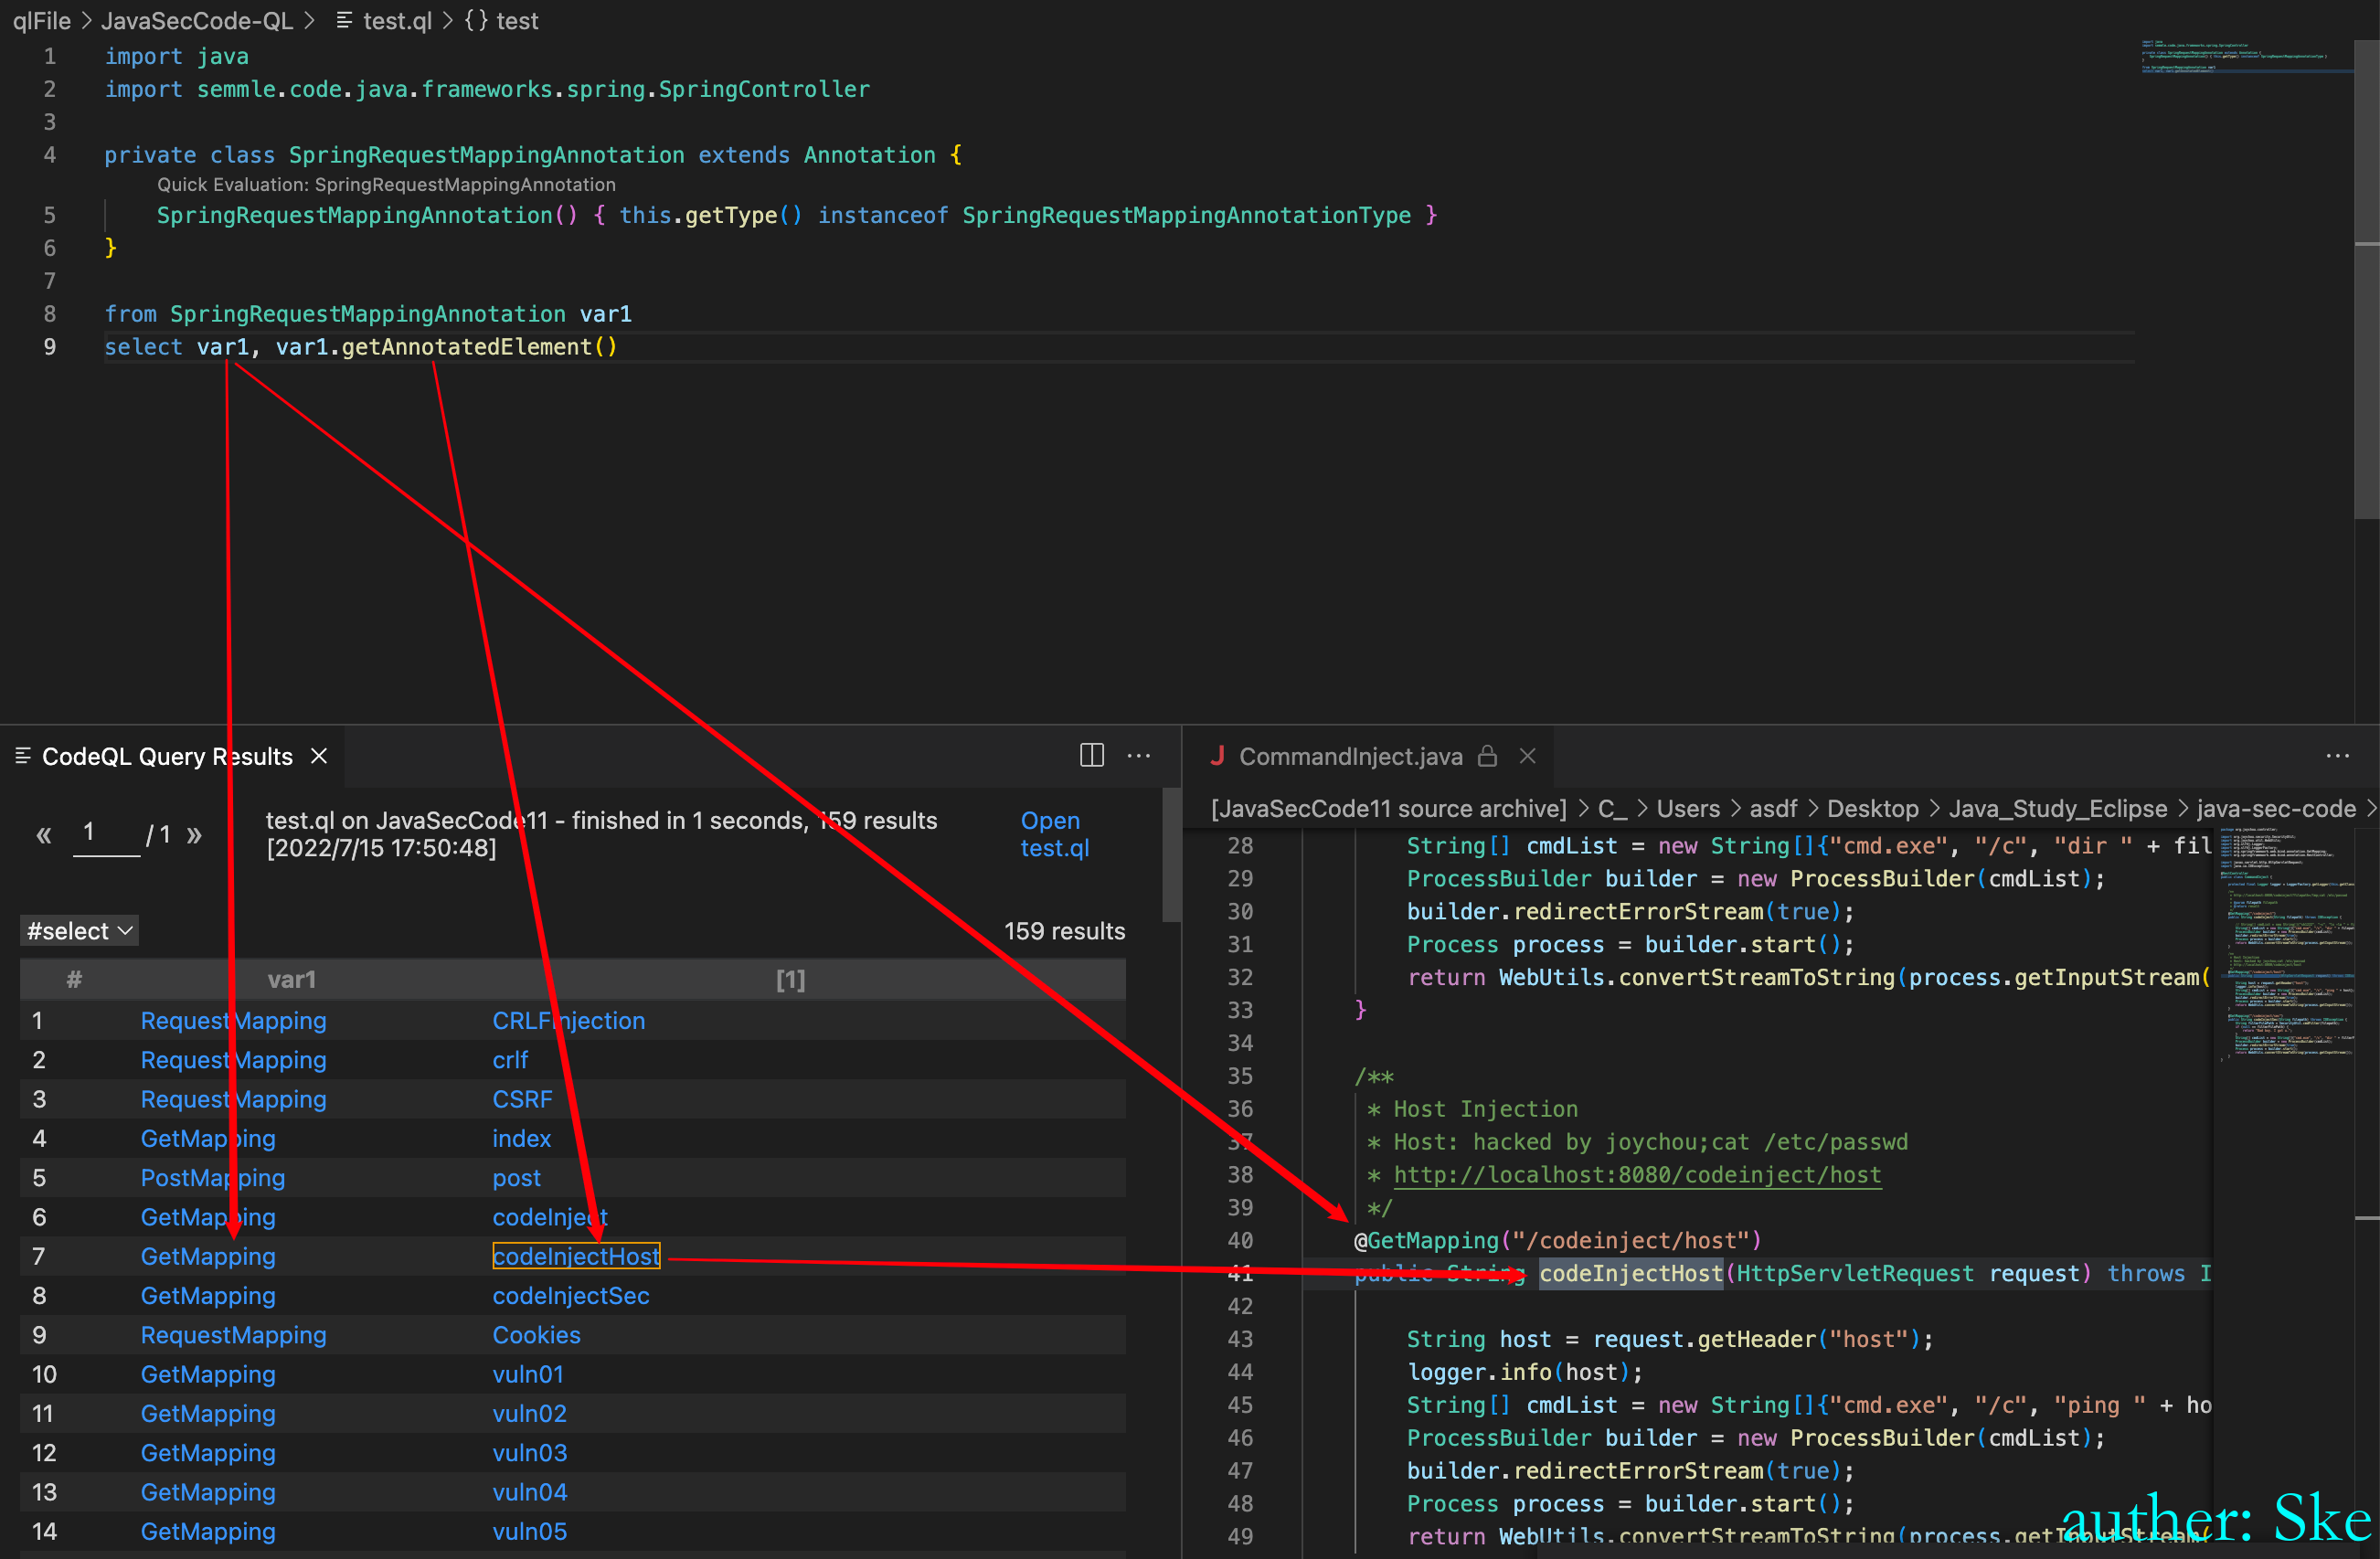 qlFile > JavaSecCode-QL > test.ql > {} test
1 import java
2 import semmle.code.java.frameworks.spring.SpringController
3
4 private class SpringRequestMappingAnnotation extends Annotation {
Quick Evaluation: SpringRequestMappingAnnotation
5 SpringRequestMappingAnnotation() { this.getType() instanceof SpringRequestMappingAnnotationType }
6 }
7
8 from SpringRequestMappingAnnotation var1
9 select var1, var1.getAnnotatedElement()
CodeQL Query Results
« 1 / 1 »
test.ql on JavaSecCode11 - finished in 1 seconds, 159 results
[2022/7/15 17:50:48]
Open
test.ql
#select
159 results
# var1 [1]
1 RequestMapping CRLFInjection
2 RequestMapping crlf
3 RequestMapping CSRF
4 GetMapping index
5 PostMapping post
6 GetMapping codeInject
7 GetMapping codeInjectHost
8 GetMapping codeInjectSec
9 RequestMapping Cookies
10 GetMapping vuln01
11 GetMapping vuln02
12 GetMapping vuln03
13 GetMapping vuln04
14 GetMapping vuln05
J CommandInject.java
[JavaSecCode11 source archive] > C_ > Users > asdf > Desktop > Java_Study_Eclipse > java-sec-code >
28 String[] cmdList = new String[]{"cmd.exe", "/c", "dir " + fil
29 ProcessBuilder builder = new ProcessBuilder(cmdList);
30 builder.redirectErrorStream(true);
31 Process process = builder.start();
32 return WebUtils.convertStreamToString(process.getInputStream(
33 }
34
35 /**
36 * Host Injection
37 * Host: hacked by joychou;cat /etc/passwd
38 * http://localhost:8080/codeinject/host
39 */
40 @GetMapping("/codeinject/host")
41 public String codeInjectHost(HttpServletRequest request) throws I
42
43 String host = request.getHeader("host");
44 logger.info(host);
45 String[] cmdList = new String[]{"cmd.exe", "/c", "ping " + ho
46 ProcessBuilder builder = new ProcessBuilder(cmdList);
47 builder.redirectErrorStream(true);
48 Process process = builder.start();
49 return WebUtils.convertStreamToString(process.getInputStream(
auther: Ske